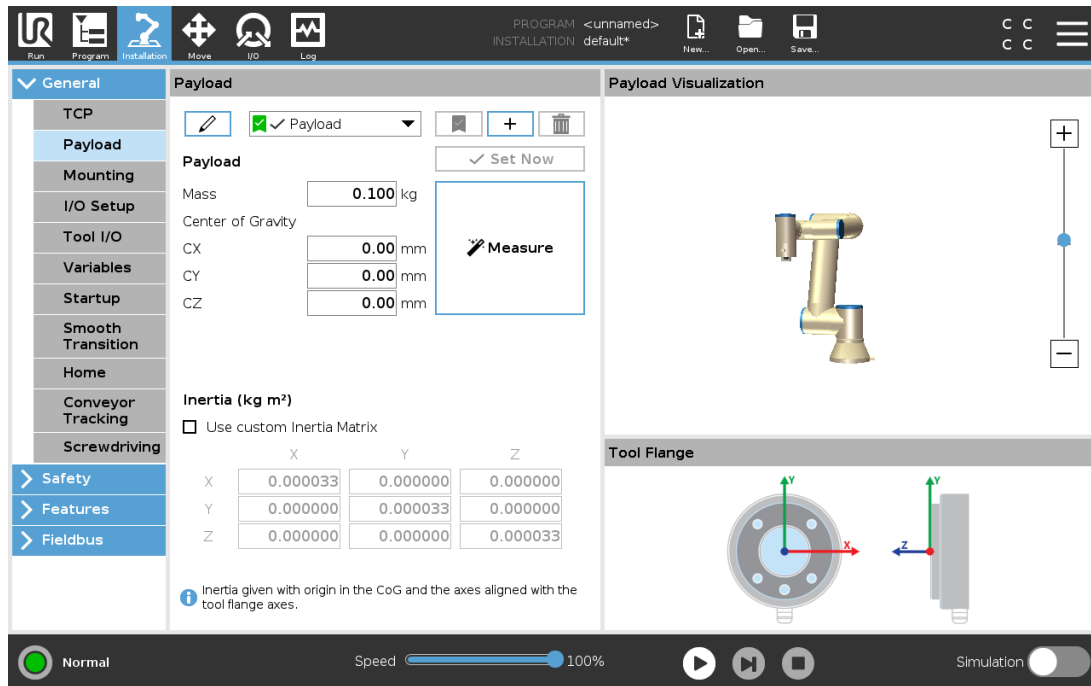 PROGRAM <unnamed>
INSTALLATION default*
Run
Program
Installation
Move
I/O
Log
New...
Open...
Save...
C C
C C
General
TCP
Payload
Mounting
I/O Setup
Tool I/O
Variables
Startup
Smooth
Transition
Home
Conveyor
Tracking
Screwdriving
Safety
Features
Fieldbus
Payload
Payload
Payload
Set Now
Mass 0.100 kg
Center of Gravity
CX 0.00 mm
CY 0.00 mm
CZ 0.00 mm
Measure
Inertia (kg m²)
Use custom Inertia Matrix
X Y Z
X 0.000033 0.000000 0.000000
Y 0.000000 0.000033 0.000000
Z 0.000000 0.000000 0.000033
Inertia given with origin in the CoG and the axes aligned with the
tool flange axes.
Payload Visualization
Tool Flange
Y
X
Y
Z
Normal
Speed 100%
Simulation